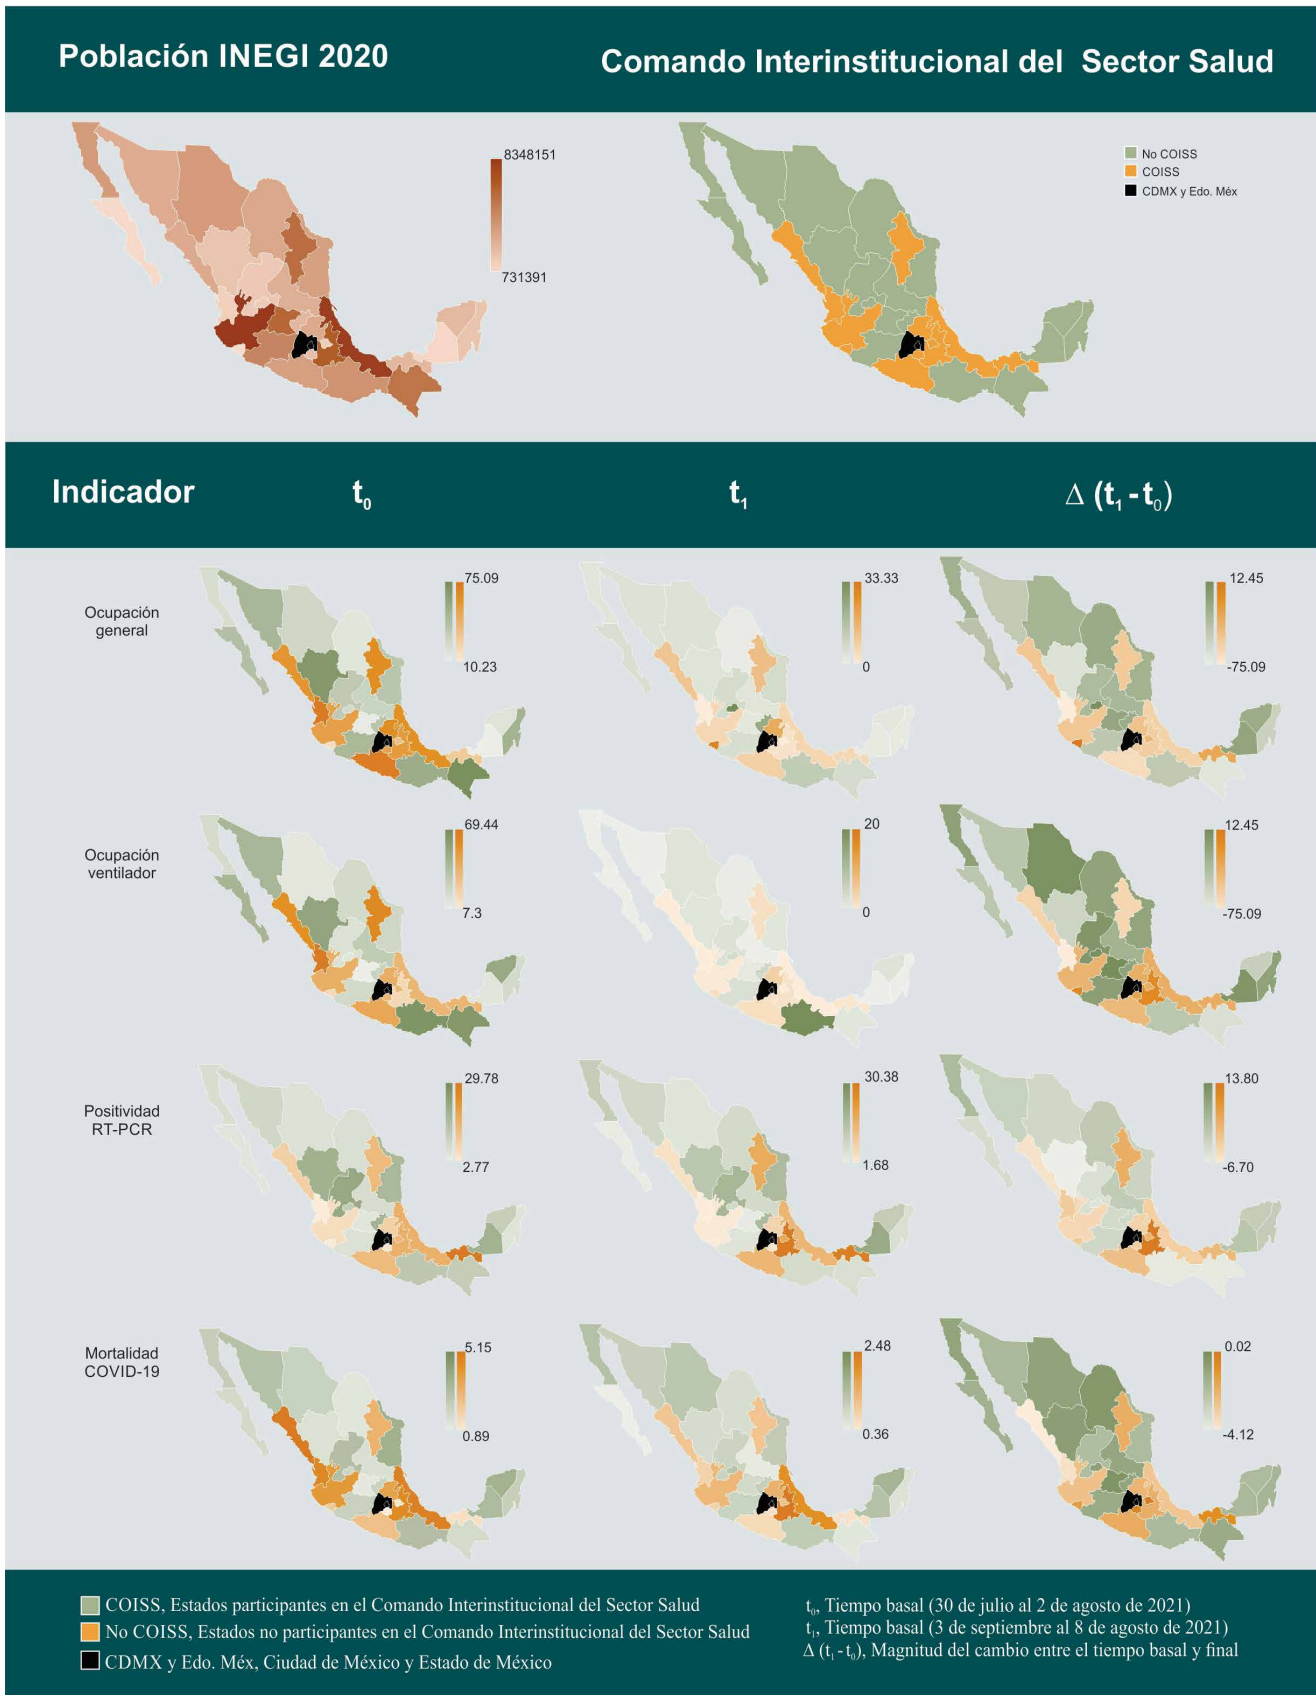 Población INEGI 2020
Comando Interinstitucional del Sector Salud
8348151
731391
No COISS
COISS
CDMX y Edo. Méx
Indicador
t0
t1
Δ (t1 - t0)
Ocupación
general
75.09
10.23
33.33
0
12.45
-75.09
Ocupación
ventilador
69.44
7.3
20
0
12.45
-75.09
Positividad
RT-PCR
29.78
2.77
30.38
1.68
13.80
-6.70
Mortalidad
COVID-19
5.15
0.89
2.48
0.36
0.02
-4.12
COISS, Estados participantes en el Comando Interinstitucional del Sector Salud
No COISS, Estados no participantes en el Comando Interinstitucional del Sector Salud
CDMX y Edo. Méx, Ciudad de México y Estado de México
t0, Tiempo basal (30 de julio al 2 de agosto de 2021)
t1, Tiempo basal (3 de septiembre al 8 de agosto de 2021)
Δ (t1 - t0), Magnitud del cambio entre el tiempo basal y final